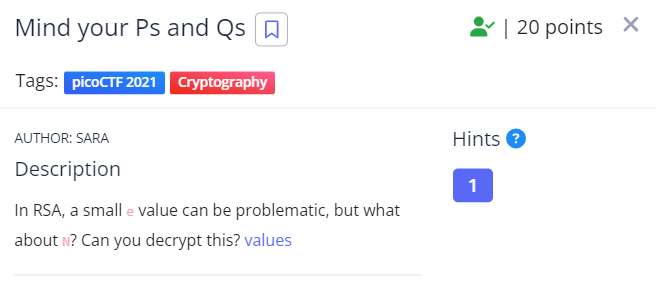 Mind your Ps and Qs
| 20 points
Tags: picoCTF 2021 Cryptography
AUTHOR: SARA
Hints ?
Description
1
In RSA, a small e value can be problematic, but what
about N? Can you decrypt this? values